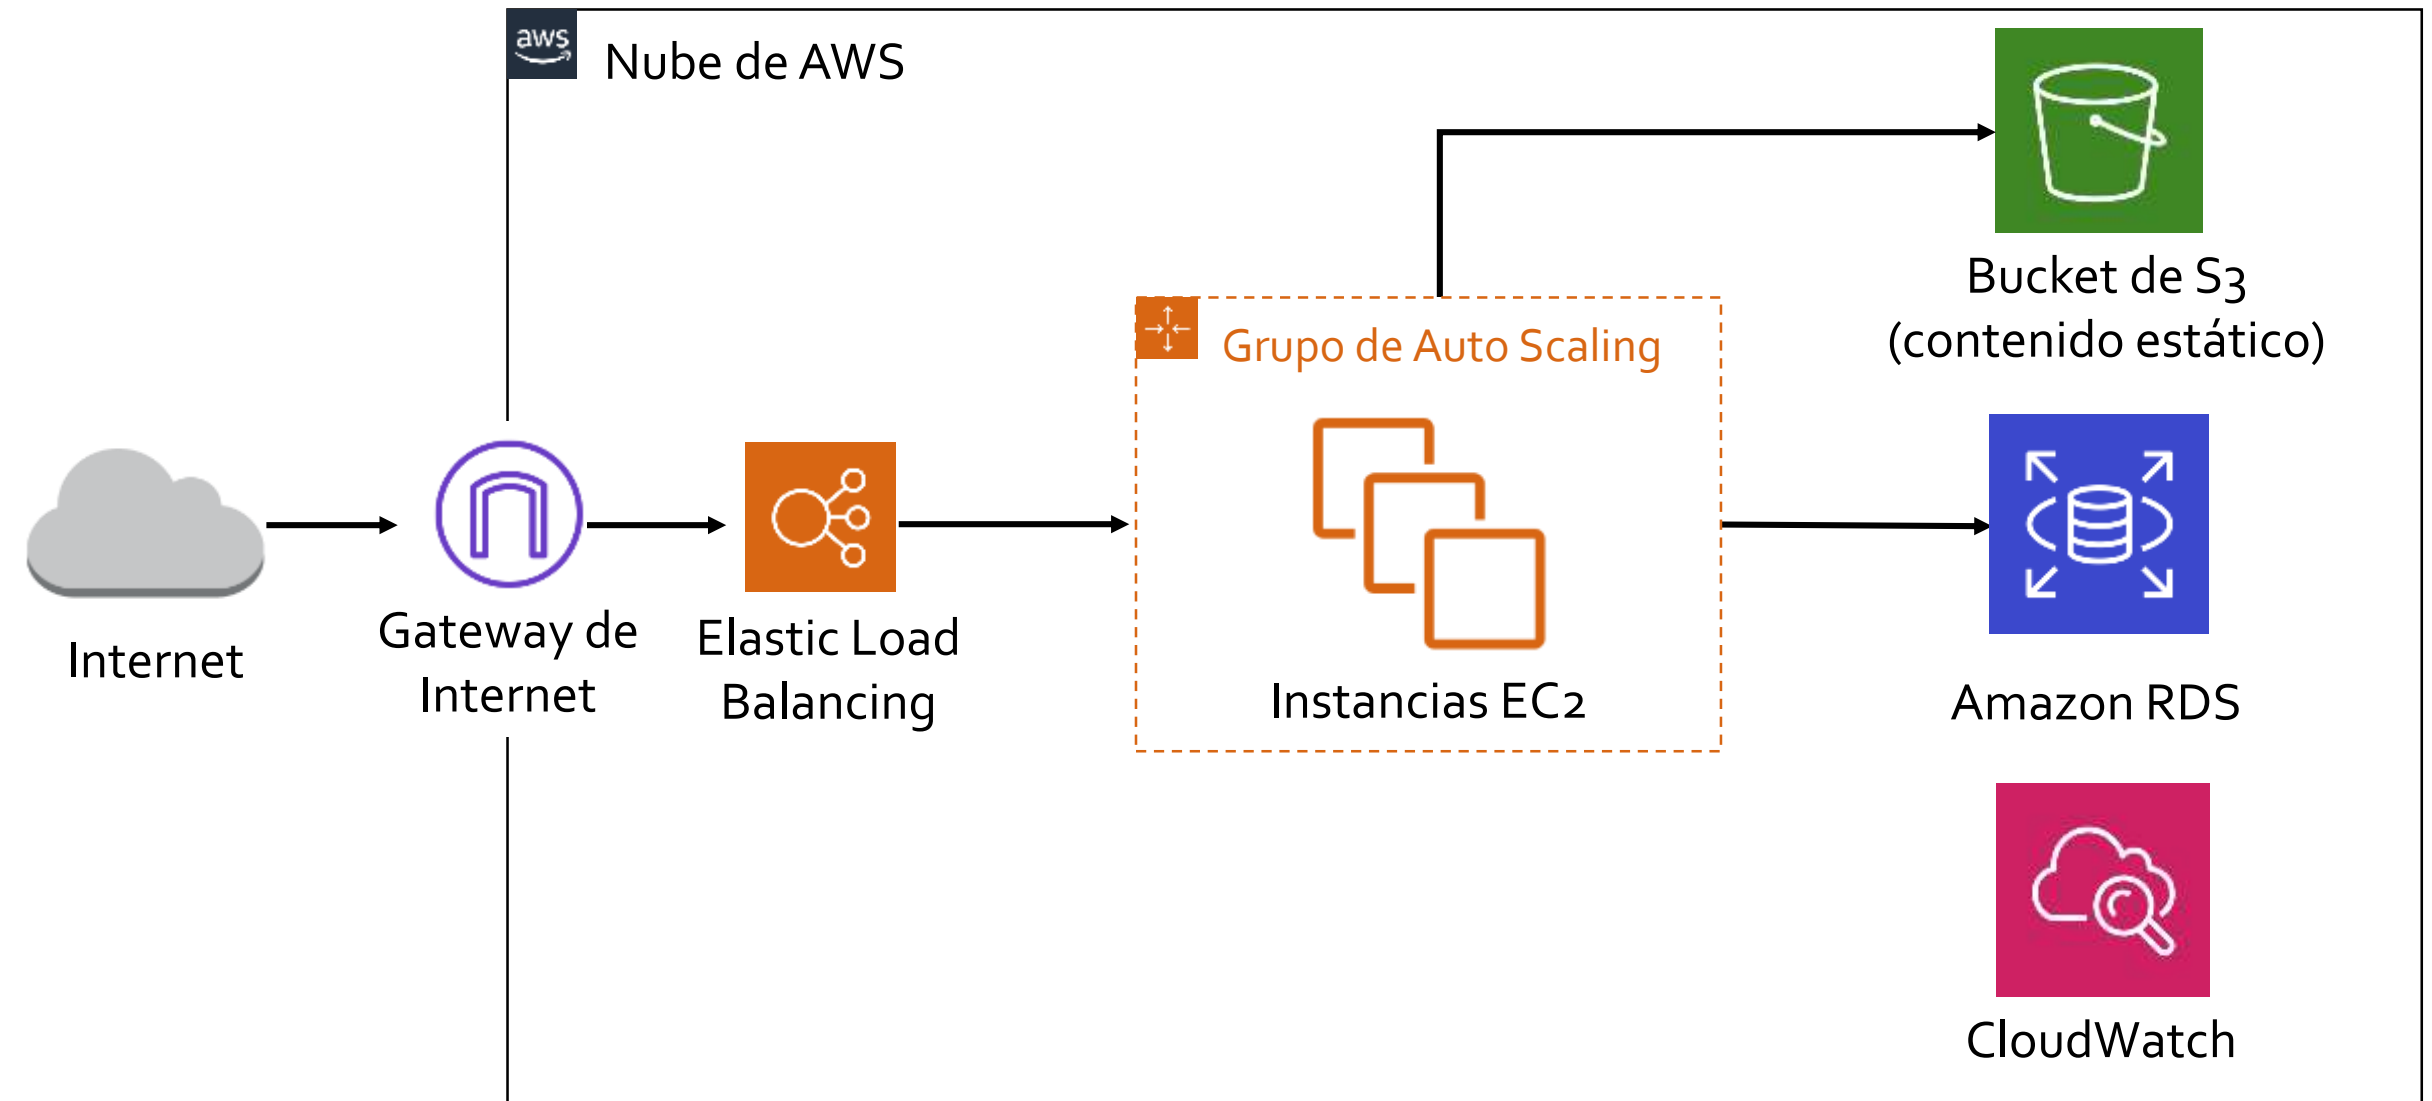 aws
Nube de AWS
Bucket de S3
(contenido estático)
Grupo de Auto Scaling
Internet
Gateway de
Internet
Elastic Load
Balancing
Instancias EC2
Amazon RDS
CloudWatch